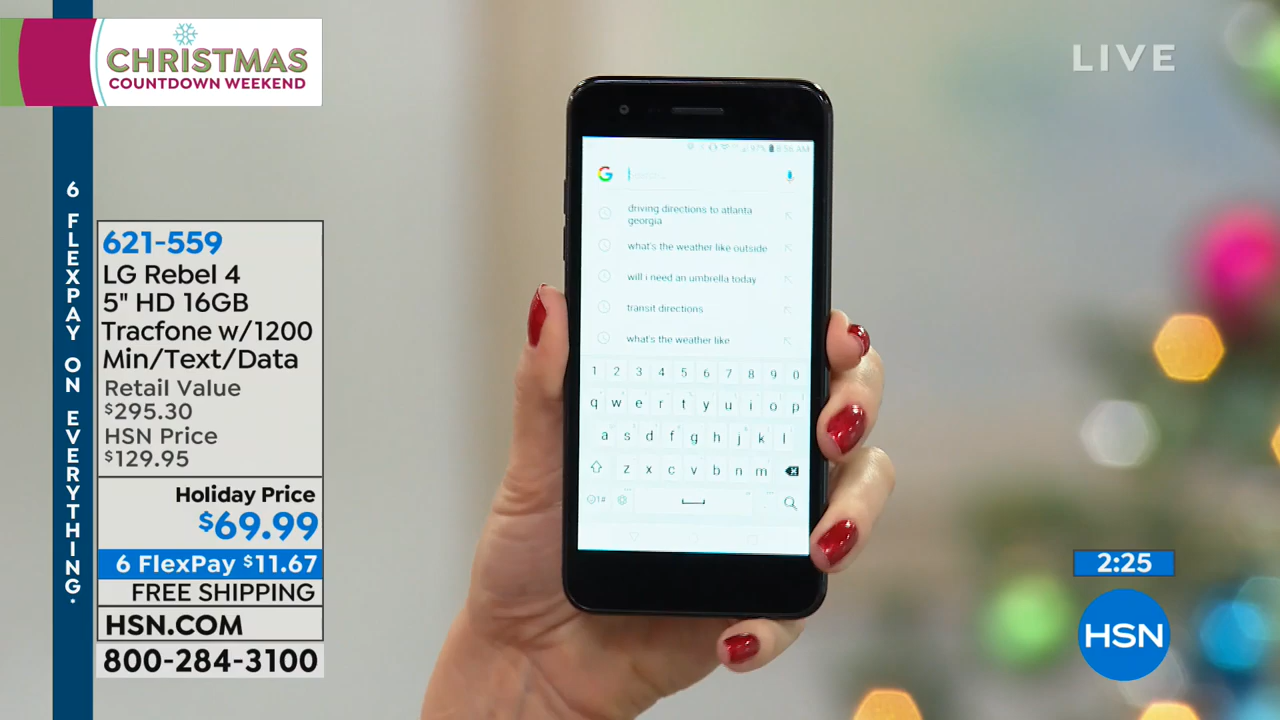 CHRISTMAS
COUNTDOWN WEEKEND
LIVE
6 FLEXPAY ON EVERYTHING.
621-559
LG Rebel 4
5" HD 16GB
Tracfone w/1200
Min/Text/Data
Retail Value
$295.30
HSN Price
$129.95
Holiday Price
$69.99
6 FlexPay $11.67
FREE SHIPPING
HSN.COM
800-284-3100
97% 8:56 AM
driving directions to atlanta
georgia
what's the weather like outside
will i need an umbrella today
transit directions
what's the weather like
1 2 3 4 5 6 7 8 9 0
q w e r t y u i o p
a s d f g h j k l
z x c v b n m
2:25
HSN